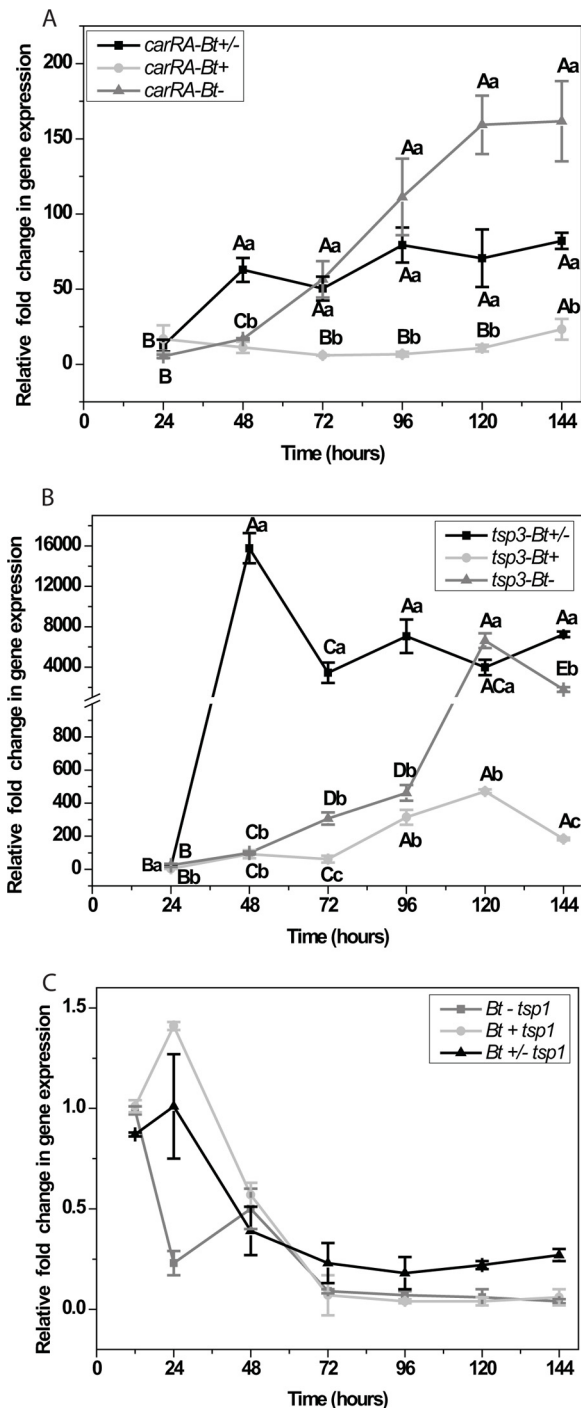 A
carRA-Bt+/-
carRA-Bt+
carRA-Bt-
Relative fold change in gene expression
200
150
100
50
0
B
B
Aa
Cb
Aa
Aa
Bb
Aa
Aa
Bb
Aa
Aa
Bb
Aa
Aa
Ab
0 24 48 72 96 120 144
Time (hours)
B
tsp3-Bt+/-
tsp3-Bt+
tsp3-Bt-
Relative fold change in gene expression
16000
12000
8000
4000
800
600
400
200
0
Ba
B
Bb
Aa
Cb
Cb
Ca
Db
Cc
Aa
Db
Ab
Aa
ACa
Ab
Aa
Eb
Ac
0 24 48 72 96 120 144
Time (hours)
C
Bt - tsp1
Bt + tsp1
Bt +/- tsp1
Relative fold change in gene expression
1.5
1.0
0.5
0.0
0 24 48 72 96 120 144
Time (hours)